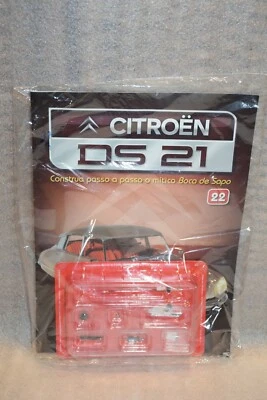 CITROËN
DS 21
Construa passo a passo o mítico Boca de Sapo
22